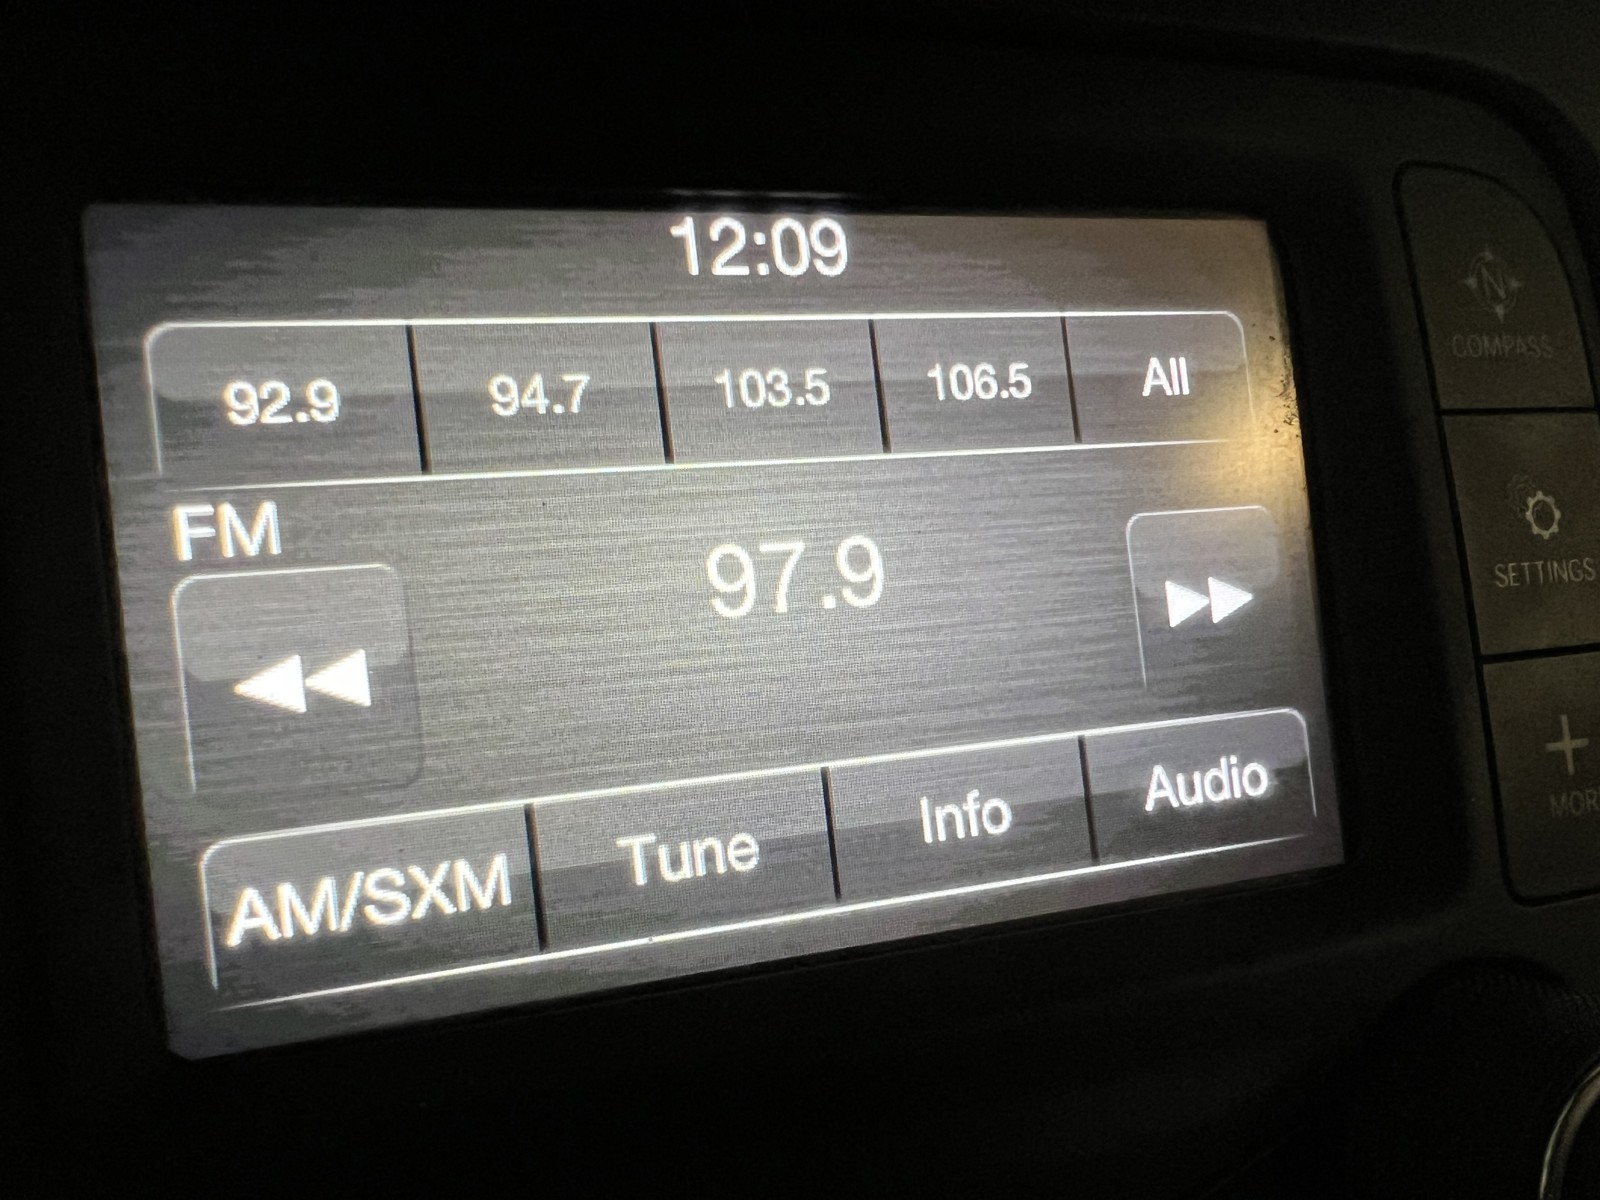 12:09
92.9 94.7 103.5 106.5 All
FM
97.9
AM/SXM Tune Info Audio
N
COMPASS
SETTINGS